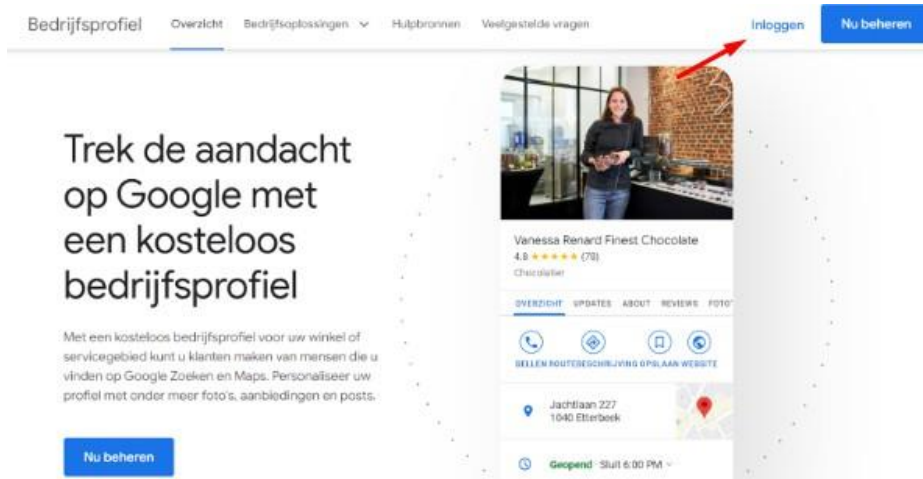 Bedrijfsprofiel Overzicht Bedrijfsoplossingen Hulpbronnen Veelgestelde vragen Inloggen Nu beheren
Trek de aandacht
op Google met
een kosteloos
bedrijfsprofiel
Met een kosteloos bedrijfsprofiel voor uw winkel of
servicegebied kunt u klanten maken van mensen die u
vinden op Google Zoeken en Maps. Personaliseer uw
profiel met onder meer foto's, aanbiedingen en posts.
Nu beheren
Vanessa Renard Finest Chocolate
4.8 ★★★★★ (78)
Chocolatier
OVERZICHT UPDATES ABOUT REVIEWS FOTO'
BELLEN ROUTEBESCHRIJVING OPSLAAN WEBSITE
Jachtlaan 227
1040 Etterbeek
Geopend · Sluit 6:00 PM